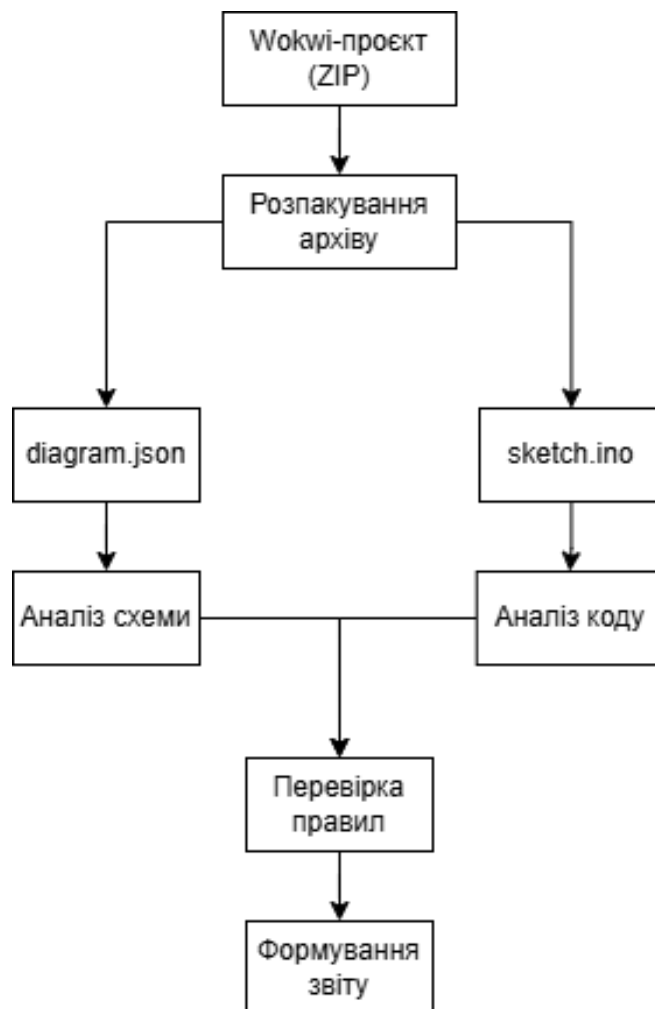 Wokwi-проєкт
(ZIP)
Розпакування
архіву
diagram.json
sketch.ino
Аналіз схеми
Аналіз коду
Перевірка
правил
Формування
звіту